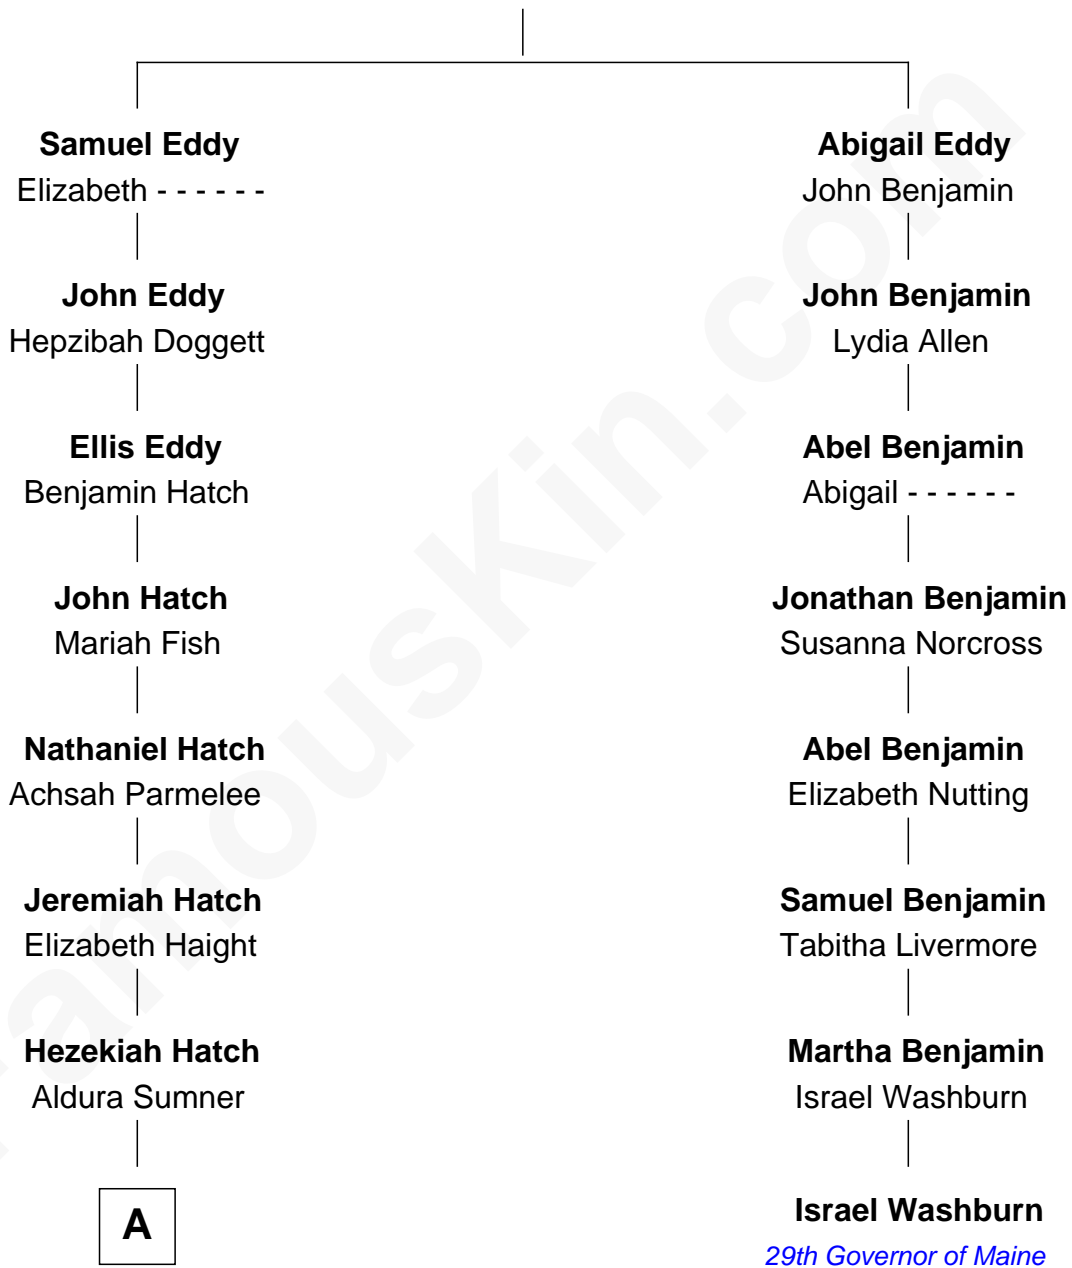 Samuel Eddy
Elizabeth - - - - - -
Abigail Eddy
John Benjamin
John Eddy
Hepzibah Doggett
John Benjamin
Lydia Allen
Ellis Eddy
Benjamin Hatch
Abel Benjamin
Abigail - - - - - -
John Hatch
Mariah Fish
Jonathan Benjamin
Susanna Norcross
Nathaniel Hatch
Achsah Parmelee
Abel Benjamin
Elizabeth Nutting
Jeremiah Hatch
Elizabeth Haight
Samuel Benjamin
Tabitha Livermore
Hezekiah Hatch
Aldura Sumner
Martha Benjamin
Israel Washburn
A
Israel Washburn
29th Governor of Maine
FamousKin.com